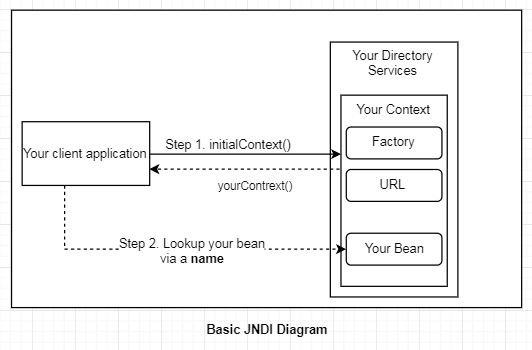 Your Directory
Services
Your Context
Factory
URL
Your Bean
Your client application
Step 1. initialContext()
yourContrext()
Step 2. Lookup your bean
via a name
Basic JNDI Diagram